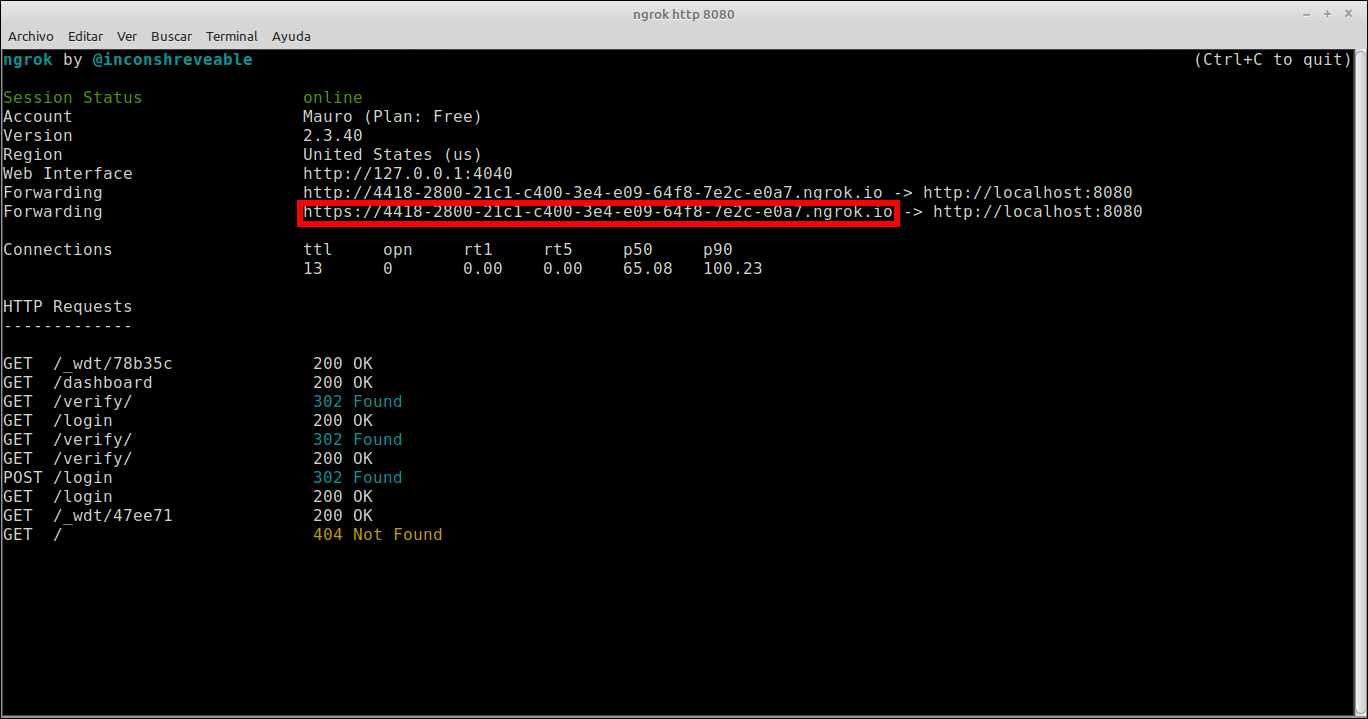 ngrok http 8080
Archivo Editar Ver Buscar Terminal Ayuda
ngrok by @inconshreveable (Ctrl+C to quit)
Session Status online
Account Mauro (Plan: Free)
Version 2.3.40
Region United States (us)
Web Interface http://127.0.0.1:4040
Forwarding http://4418-2800-21c1-c400-3e4-e09-64f8-7e2c-e0a7.ngrok.io -> http://localhost:8080
Forwarding https://4418-2800-21c1-c400-3e4-e09-64f8-7e2c-e0a7.ngrok.io -> http://localhost:8080
Connections ttl opn rt1 rt5 p50 p90
13 0 0.00 0.00 65.08 100.23
HTTP Requests
-------------
GET /_wdt/78b35c 200 OK
GET /dashboard 200 OK
GET /verify/ 302 Found
GET /login 200 OK
GET /verify/ 302 Found
GET /verify/ 200 OK
POST /login 302 Found
GET /login 200 OK
GET /_wdt/47ee71 200 OK
GET / 404 Not Found